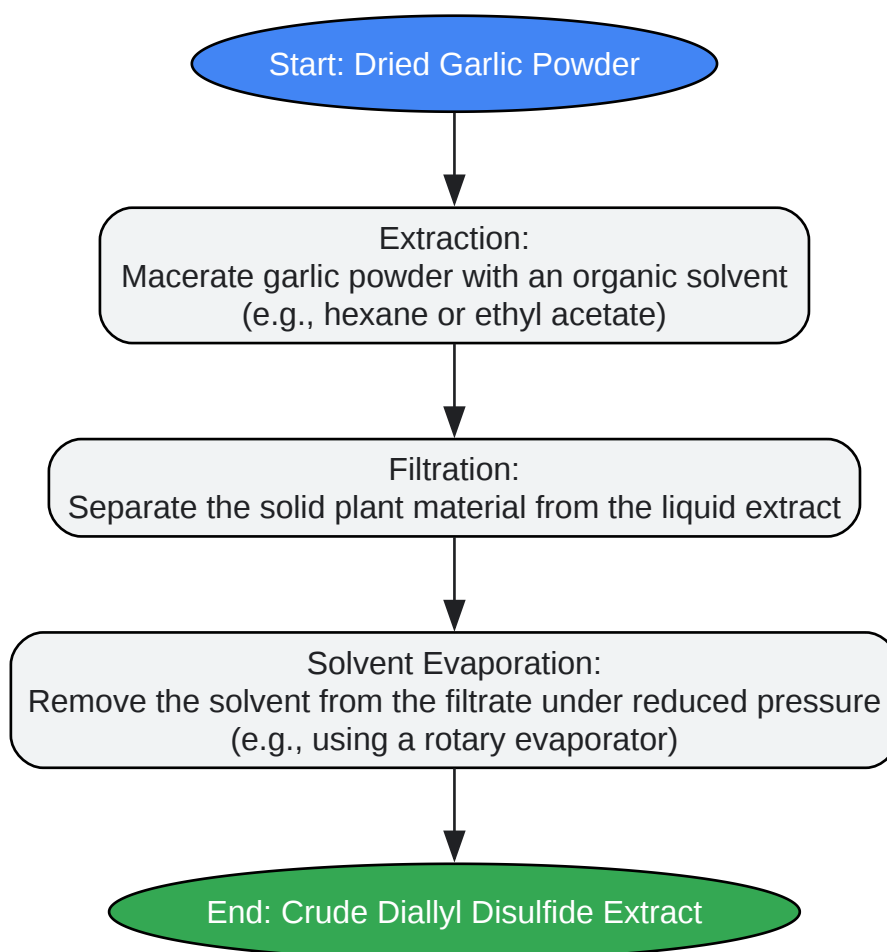 Start: Dried Garlic Powder
Extraction:
Macerate garlic powder with an organic solvent
(e.g., hexane or ethyl acetate)
Filtration:
Separate the solid plant material from the liquid extract
Solvent Evaporation:
Remove the solvent from the filtrate under reduced pressure
(e.g., using a rotary evaporator)
End: Crude Diallyl Disulfide Extract